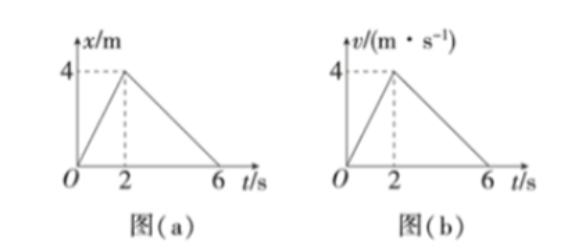 x/m
4
O 2 6 t/s
图(a)
v/(m · s⁻¹)
4
O 2 6 t/s
图(b)